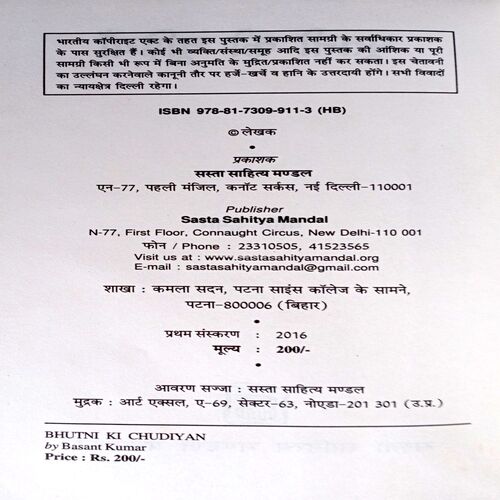 भारतीय कॉपीराइट एक्ट के तहत इस पुस्तक में प्रकाशित सामग्री के सर्वाधिकार प्रकाशक
के पास सुरक्षित हैं। कोई भी व्यक्ति/संस्था/समूह आदि इस पुस्तक की आंशिक या पूरी
सामग्री किसी भी रूप में बिना अनुमति के मुद्रित/प्रकाशित नहीं कर सकता। इस चेतावनी
का उल्लंघन करनेवाले कानूनी तौर पर हर्जे-खर्चे व हानि के उत्तरदायी होंगे। सभी विवादों
का न्यायक्षेत्र दिल्ली रहेगा।
ISBN 978-81-7309-911-3 (HB)
© लेखक
•
प्रकाशक
सस्ता साहित्य मण्डल
एन-77, पहली मंजिल, कनॉट सर्कस, नई दिल्ली-110001
Publisher
Sasta Sahitya Mandal
N-77, First Floor, Connaught Circus, New Delhi-110 001
फोन / Phone : 23310505, 41523565
Visit us at : www.sastasahityamandal.org
E-mail : sastasahityamandal@gmail.com
शाखा : कमला सदन, पटना साइंस कॉलेज के सामने,
पटना-800006 (बिहार)
•
प्रथम संस्करण : 2016
मूल्य : 200/-
•
आवरण सज्जा : सस्ता साहित्य मण्डल
मुद्रक : आर्ट एक्सल, ए-69, सेक्टर-63, नोएडा-201 301 (उ.प्र.)
BHUTNI KI CHUDIYAN
by Basant Kumar
Price : Rs. 200/-